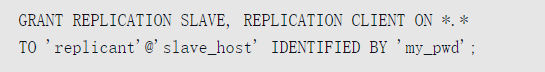 GRANT REPLICATION SLAVE, REPLICATION CLIENT ON *.*
TO 'replicant'@'slave_host' IDENTIFIED BY 'my_pwd';